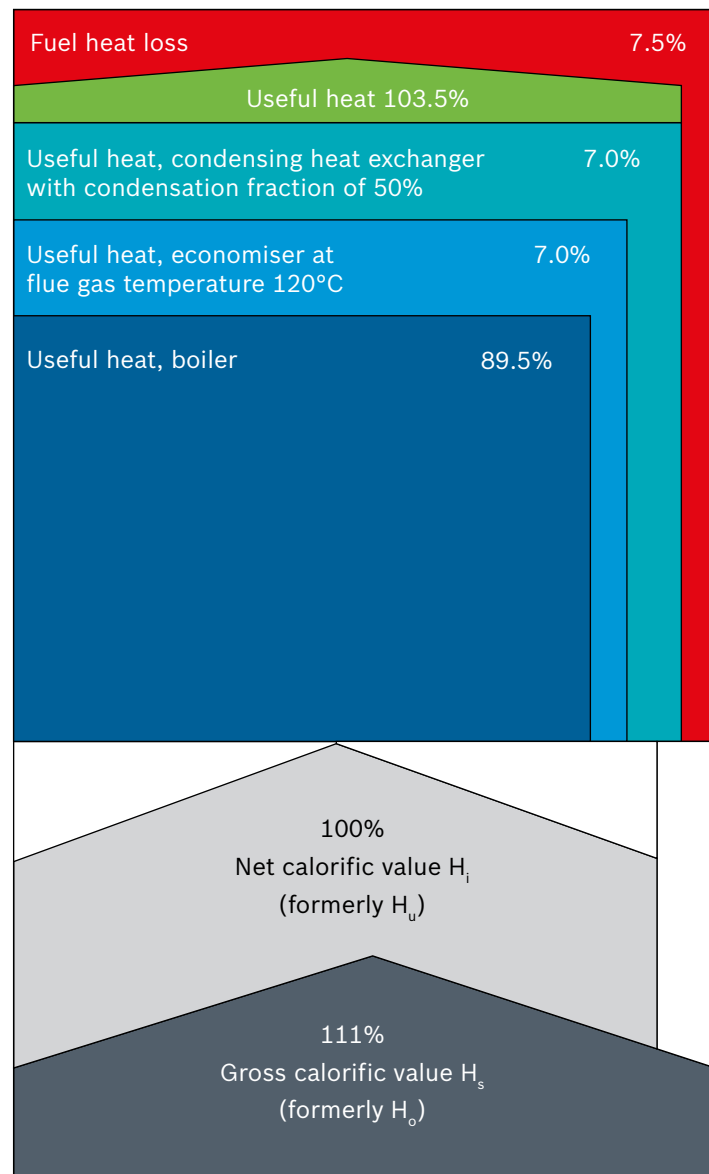 Fuel heat loss 7.5%
Useful heat 103.5%
Useful heat, condensing heat exchanger 7.0%
with condensation fraction of 50%
Useful heat, economiser at 7.0%
flue gas temperature 120°C
Useful heat, boiler 89.5%
100%
Net calorific value Hᵢ
(formerly Hᵤ)
111%
Gross calorific value Hₛ
(formerly Hₒ)